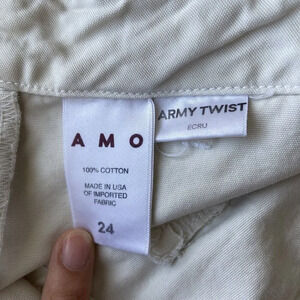 AMO
100% COTTON
MADE IN USA
OF IMPORTED
FABRIC
24
ARMY TWIST
ECRU